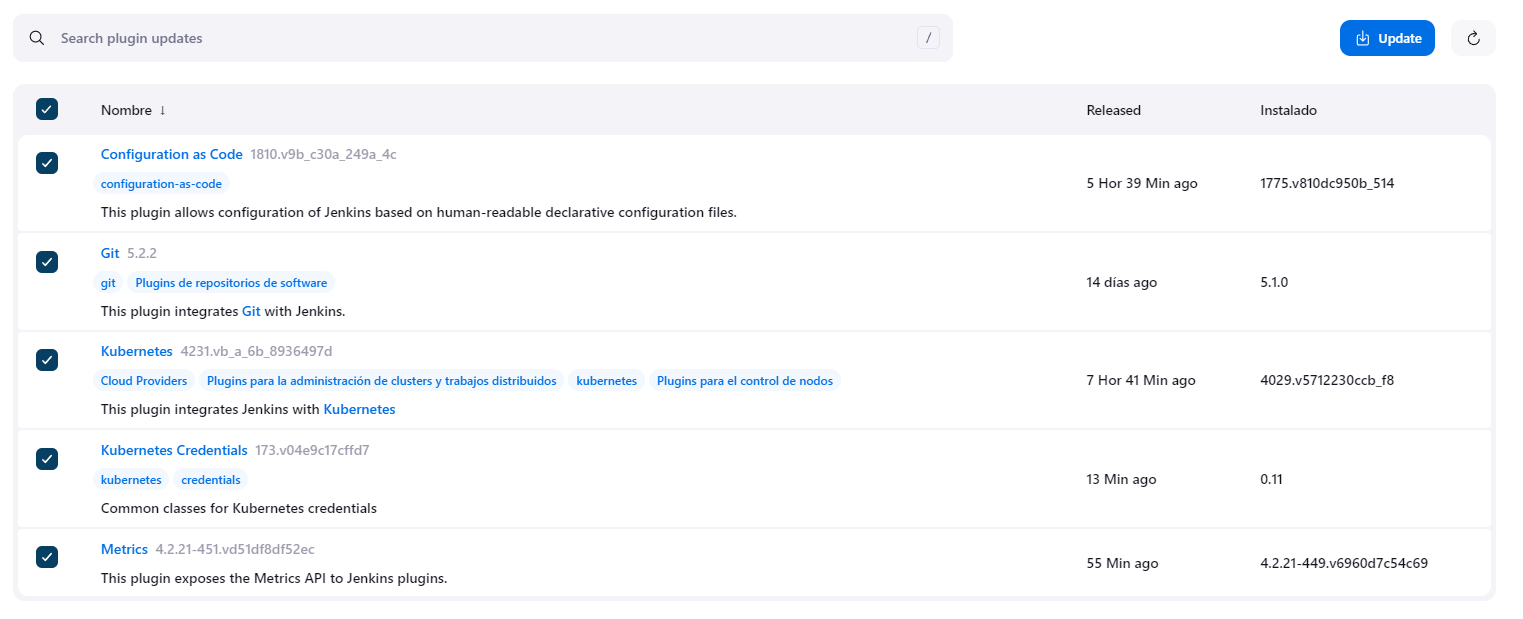 Search plugin updates /
Update
Nombre ↓ Released Instalado
Configuration as Code 1810.v9b_c30a_249a_4c
configuration-as-code
5 Hor 39 Min ago 1775.v810dc950b_514
This plugin allows configuration of Jenkins based on human-readable declarative configuration files.
Git 5.2.2
git Plugins de repositorios de software
14 días ago 5.1.0
This plugin integrates Git with Jenkins.
Kubernetes 4231.vb_a_6b_8936497d
Cloud Providers Plugins para la administración de clusters y trabajos distribuidos kubernetes Plugins para el control de nodos
7 Hor 41 Min ago 4029.v5712230ccb_f8
This plugin integrates Jenkins with Kubernetes
Kubernetes Credentials 173.v04e9c17cffd7
kubernetes credentials
13 Min ago 0.11
Common classes for Kubernetes credentials
Metrics 4.2.21-451.vd51df8df52ec
55 Min ago 4.2.21-449.v6960d7c54c69
This plugin exposes the Metrics API to Jenkins plugins.